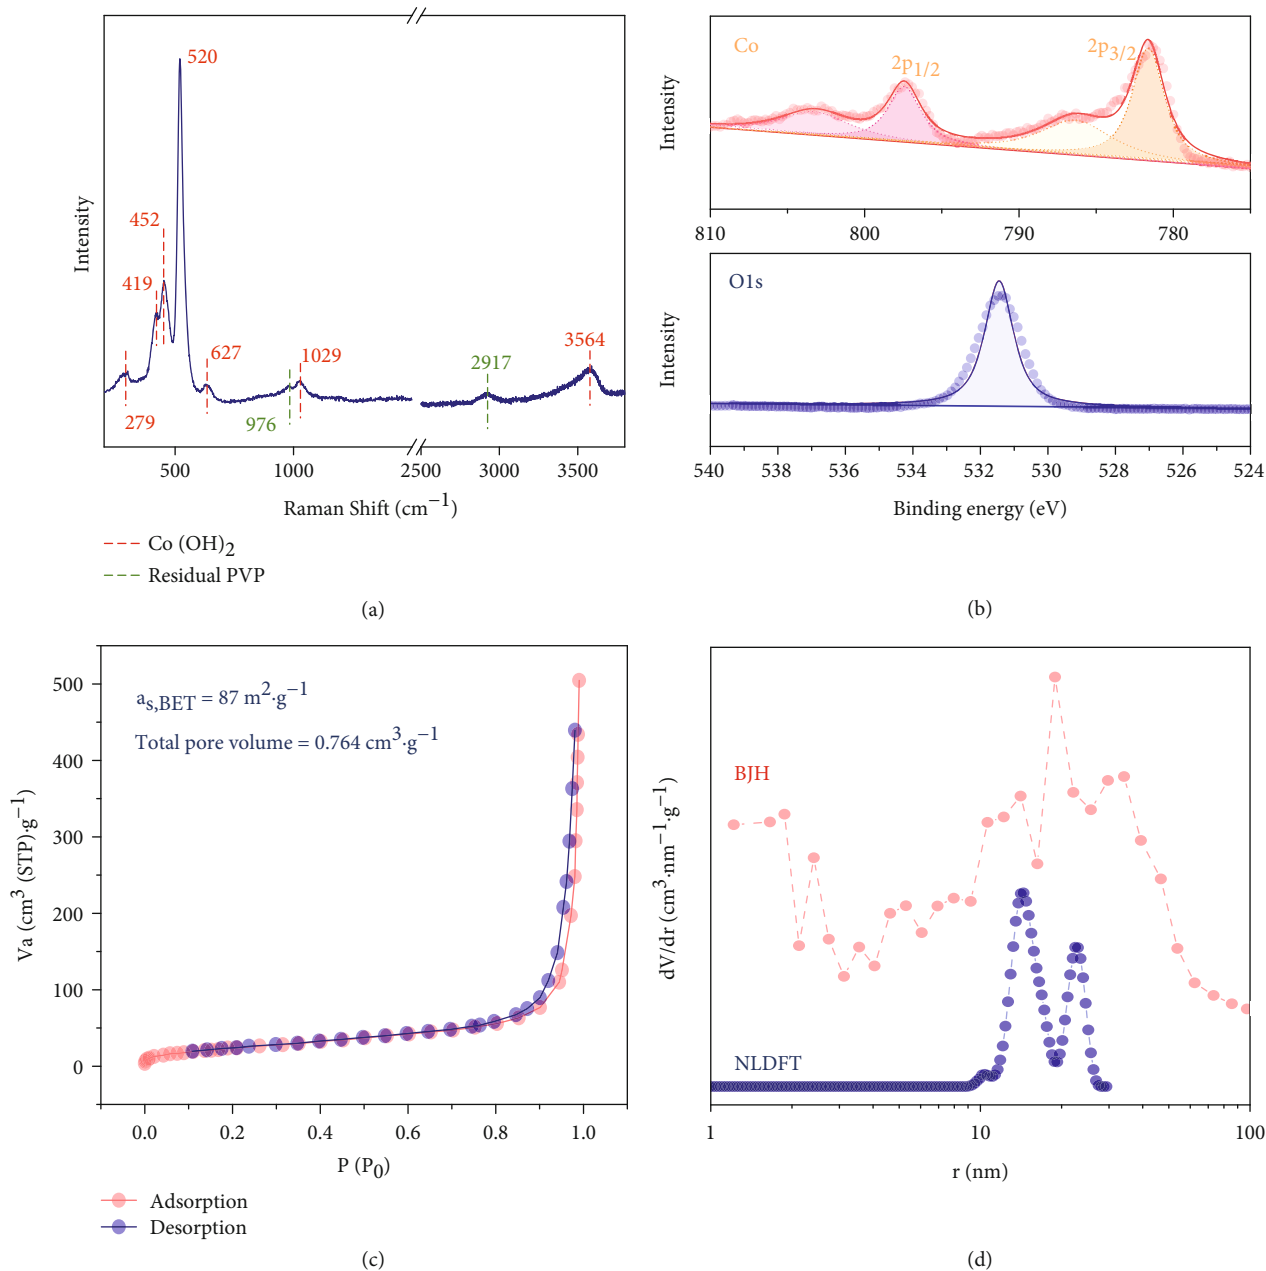 520
452
419
279
627
976
1029
2917
3564
Intensity
500
1000
2500
3000
3500
Raman Shift (cm−1)
Co (OH)2
Residual PVP
(a)
Co
2p1/2
2p3/2
Intensity
810
800
790
780
O1s
Intensity
540
538
536
534
532
530
528
526
524
Binding energy (eV)
(b)
as,BET = 87 m2·g−1
Total pore volume = 0.764 cm3·g−1
Va (cm3 (STP)·g−1
500
400
300
200
100
0
0.0
0.2
0.4
0.6
0.8
1.0
P (P0)
Adsorption
Desorption
(c)
BJH
NLDFT
dV/dr (cm3·nm−1·g−1)
1
10
100
r (nm)
(d)